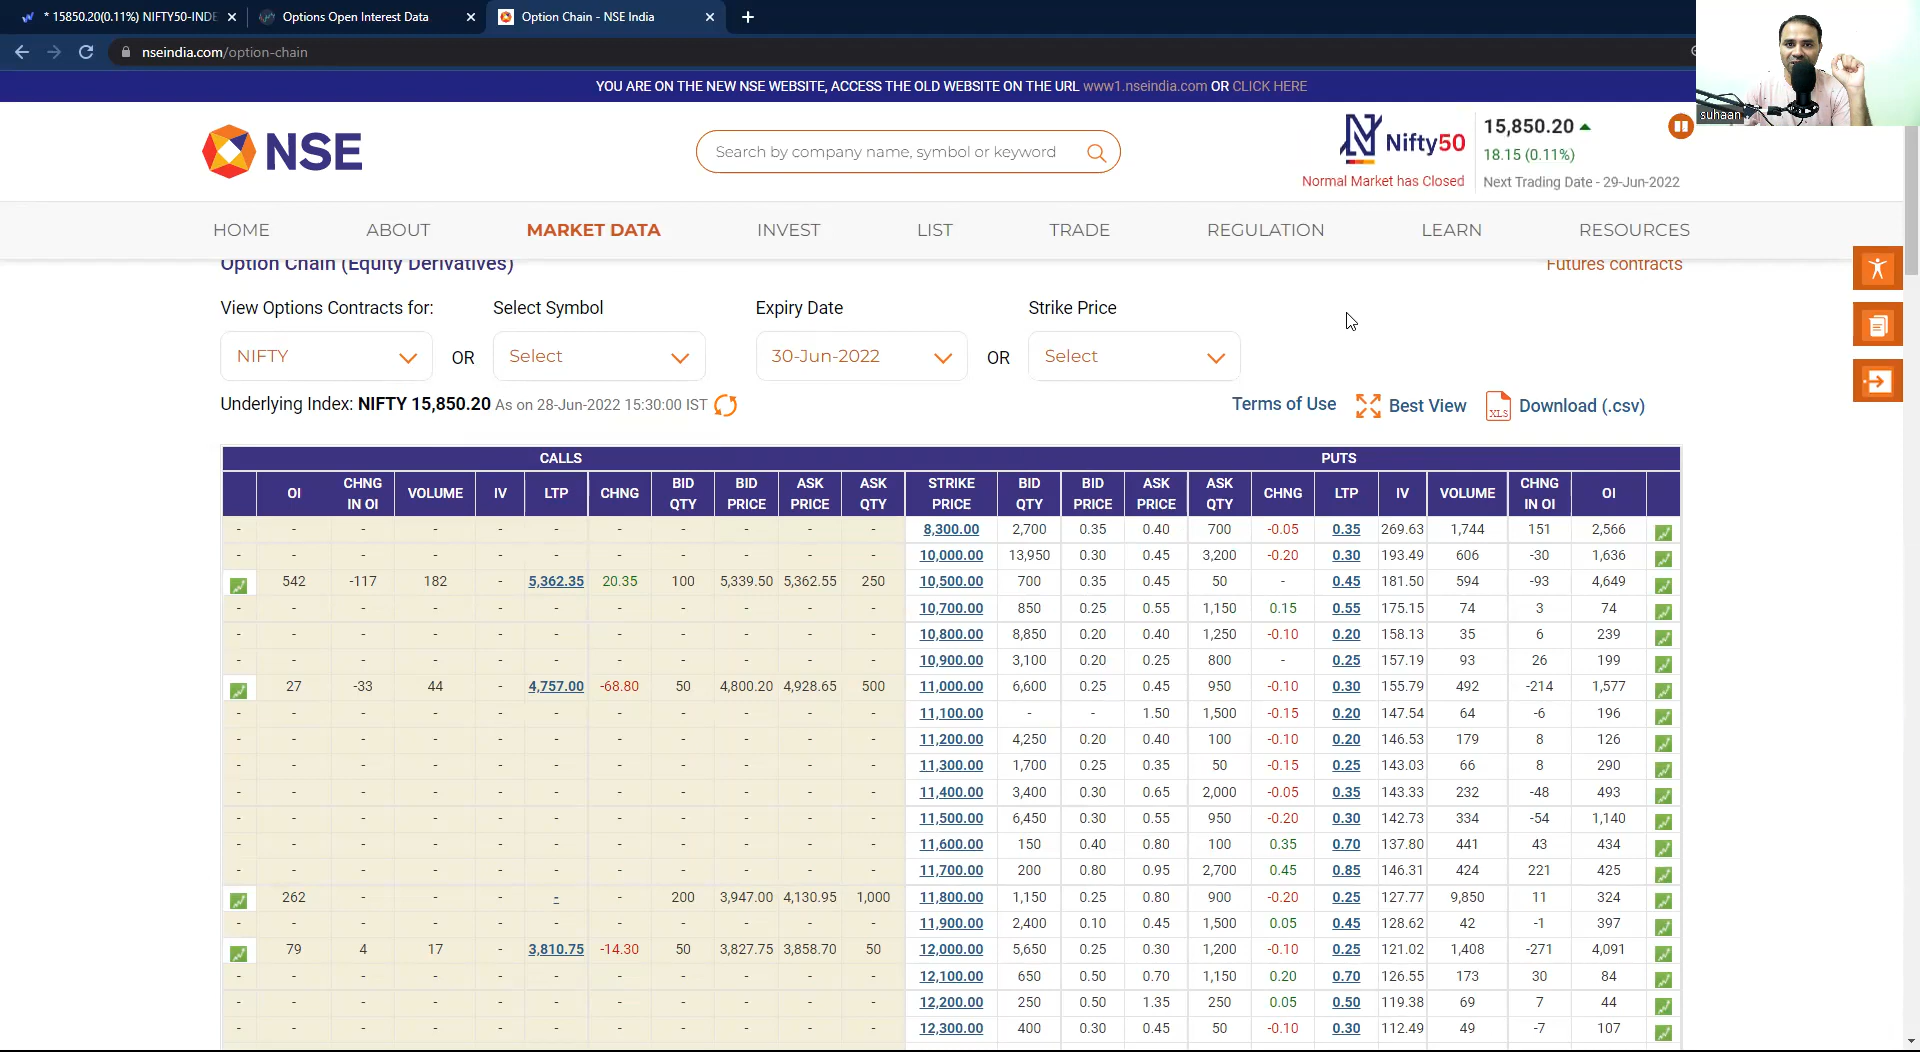 * 15850.20(0.11%) NIFTY50-INDE
Options Open Interest Data
Option Chain - NSE India
nseindia.com/option-chain
suhaan
YOU ARE ON THE NEW NSE WEBSITE, ACCESS THE OLD WEBSITE ON THE URL www1.nseindia.com OR CLICK HERE
NSE
Search by company name, symbol or keyword
Nifty50
15,850.20
18.15 (0.11%)
Normal Market has Closed
Next Trading Date - 29-Jun-2022
HOME ABOUT MARKET DATA INVEST LIST TRADE REGULATION LEARN RESOURCES
Option Chain (Equity Derivatives)
Futures contracts
View Options Contracts for: Select Symbol Expiry Date Strike Price
NIFTY OR Select 30-Jun-2022 OR Select
Underlying Index: NIFTY 15,850.20 As on 28-Jun-2022 15:30:00 IST
Terms of Use Best View XLS Download (.csv)
CALLS PUTS
OI CHNG IN OI VOLUME IV LTP CHNG BID QTY BID PRICE ASK PRICE ASK QTY STRIKE PRICE BID QTY BID PRICE ASK PRICE ASK QTY CHNG LTP IV VOLUME CHNG IN OI OI
- - - - - - - - - - - 8,300.00 2,700 0.35 0.40 700 -0.05 0.35 269.63 1,744 151 2,566
- - - - - - - - - - - 10,000.00 13,950 0.30 0.45 3,200 -0.20 0.30 193.49 606 -30 1,636
542 -117 182 - 5,362.35 20.35 100 5,339.50 5,362.55 250 10,500.00 700 0.35 0.45 50 - 0.45 181.50 594 -93 4,649
- - - - - - - - - - - 10,700.00 850 0.25 0.55 1,150 0.15 0.55 175.15 74 3 74
- - - - - - - - - - - 10,800.00 8,850 0.20 0.40 1,250 -0.10 0.20 158.13 35 6 239
- - - - - - - - - - - 10,900.00 3,100 0.20 0.25 800 - 0.25 157.19 93 26 199
27 -33 44 - 4,757.00 -68.80 50 4,800.20 4,928.65 500 11,000.00 6,600 0.25 0.45 950 -0.10 0.30 155.79 492 -214 1,577
- - - - - - - - - - - 11,100.00 - - 1.50 1,500 -0.15 0.20 147.54 64 -6 196
- - - - - - - - - - - 11,200.00 4,250 0.20 0.40 100 -0.10 0.20 146.53 179 8 126
- - - - - - - - - - - 11,300.00 1,700 0.25 0.35 50 -0.15 0.25 143.03 66 8 290
- - - - - - - - - - - 11,400.00 3,400 0.30 0.65 2,000 -0.05 0.35 143.33 232 -48 493
- - - - - - - - - - - 11,500.00 6,450 0.30 0.55 950 -0.20 0.30 142.73 334 -54 1,140
- - - - - - - - - - - 11,600.00 150 0.40 0.80 100 0.35 0.70 137.80 441 43 434
- - - - - - - - - - - 11,700.00 200 0.80 0.95 2,700 0.45 0.85 146.31 424 221 425
262 - - - - - 200 3,947.00 4,130.95 1,000 11,800.00 1,150 0.25 0.80 900 -0.20 0.25 127.77 9,850 11 324
- - - - - - - - - - - 11,900.00 2,400 0.10 0.45 1,500 0.05 0.45 128.62 42 -1 397
79 4 17 - 3,810.75 -14.30 50 3,827.75 3,858.70 50 12,000.00 5,650 0.25 0.30 1,200 -0.10 0.25 121.02 1,408 -271 4,091
- - - - - - - - - - - 12,100.00 650 0.50 0.70 1,150 0.20 0.70 126.55 173 30 84
- - - - - - - - - - - 12,200.00 250 0.50 1.35 250 0.05 0.50 119.38 69 7 44
- - - - - - - - - - - 12,300.00 400 0.30 0.45 50 -0.10 0.30 112.49 49 -7 107